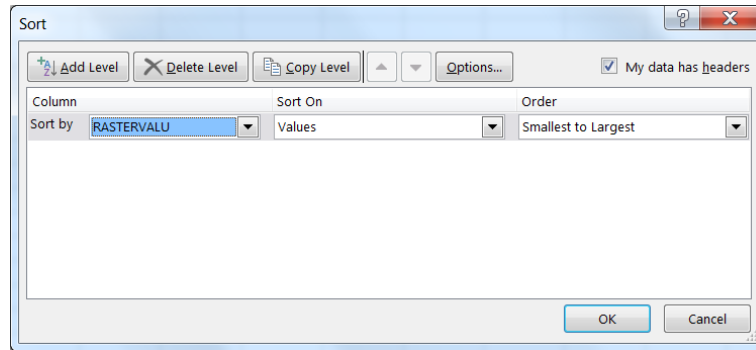 Sort
Add Level Delete Level Copy Level Options... My data has headers
Column Sort On Order
Sort by RASTERVALU Values Smallest to Largest
OK Cancel